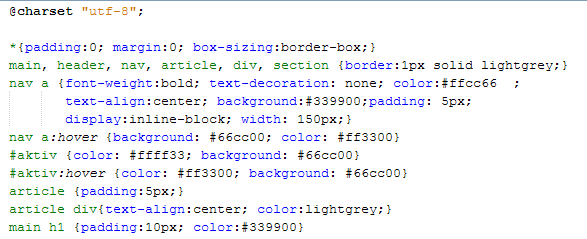 @charset "utf-8";
*{padding:0; margin:0; box-sizing:border-box;}
main, header, nav, article, div, section {border:1px solid lightgrey;}
nav a {font-weight:bold; text-decoration: none; color:#ffcc66  ;
text-align:center; background:#339900;padding: 5px;
display:inline-block; width: 150px;}
nav a:hover {background: #66cc00; color: #ff3300}
#aktiv {color: #ffff33; background: #66cc00}
#aktiv:hover {color: #ff3300; background: #66cc00}
article {padding:5px;}
article div{text-align:center; color:lightgrey;}
main h1 {padding:10px; color:#339900}